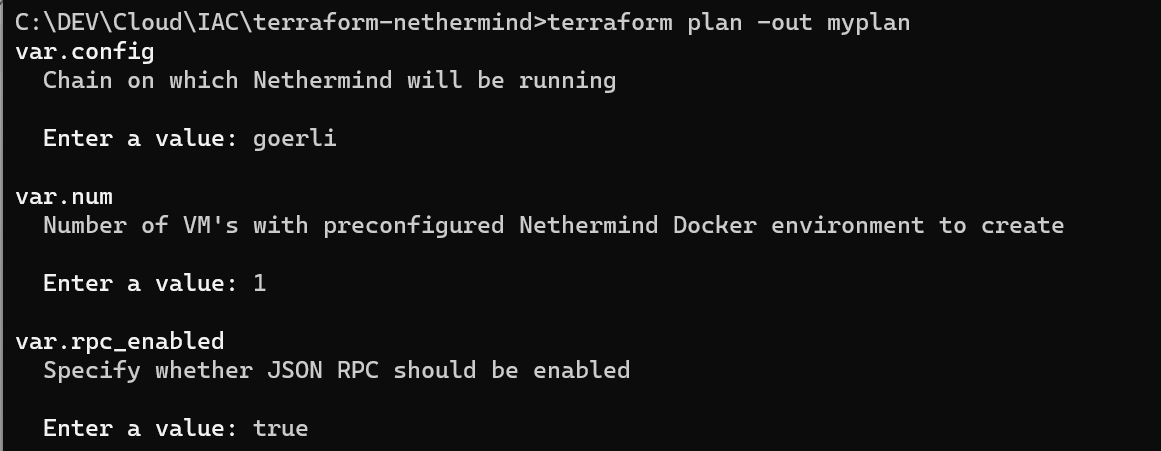 C:\DEV\Cloud\IAC\terraform-nethermind>terraform plan -out myplan
var.config
Chain on which Nethermind will be running
Enter a value: goerli
var.num
Number of VM's with preconfigured Nethermind Docker environment to create
Enter a value: 1
var.rpc_enabled
Specify whether JSON RPC should be enabled
Enter a value: true